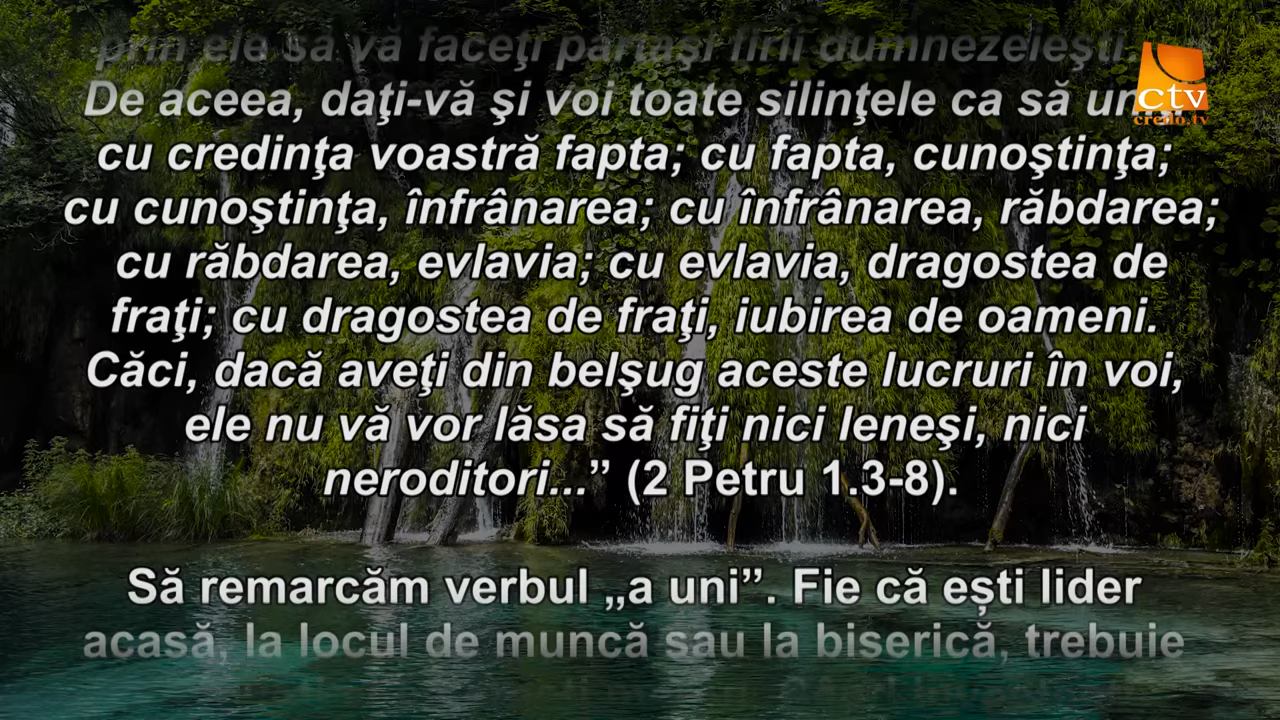 prin ele să vă faceţi părtaşi firii dumnezeieşti.
De aceea, daţi-vă şi voi toate silinţele ca să
cu credinţa voastră fapta; cu fapta, cunoştinţa;
cu cunoştinţa, înfrânarea; cu înfrânarea, răbdarea;
cu răbdarea, evlavia; cu evlavia, dragostea de
fraţi; cu dragostea de fraţi, iubirea de oameni.
Căci, dacă aveţi din belşug aceste lucruri în voi,
ele nu vă vor lăsa să fiţi nici leneşi, nici
neroditori...” (2 Petru 1.3-8).
Să remarcăm verbul „a uni”. Fie că ești lider
acasă, la locul de muncă sau la biserică, trebuie
ctv
credo.tv